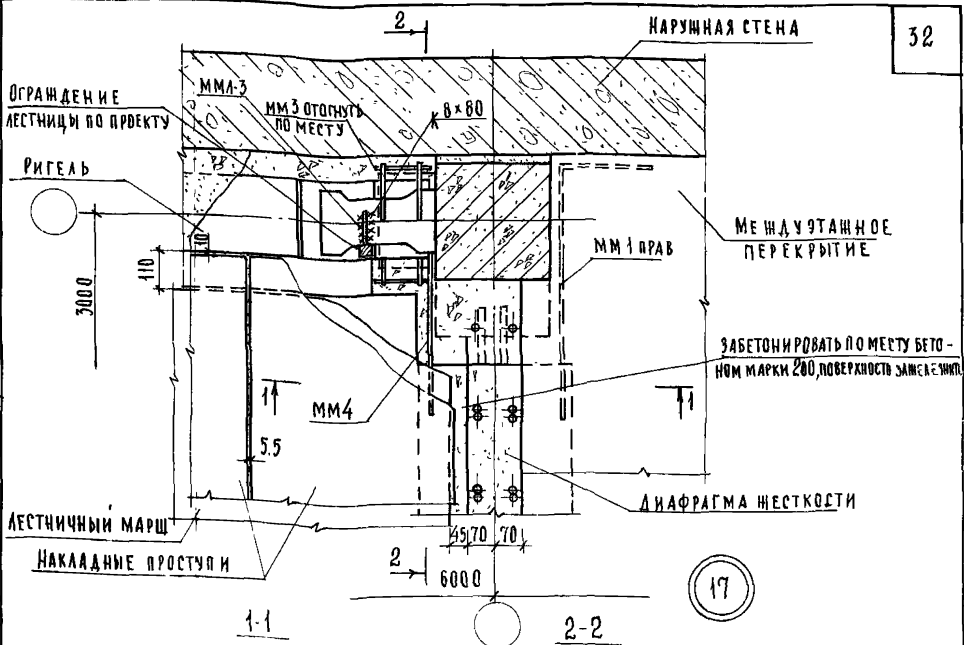 2
НАРУЖНАЯ СТЕНА
32
ОГРАЖДЕНИЕ
ЛЕСТНИЦЫ ПО ПРОЕКТУ
ММЛ-3
ММ3 ОТОГНУТЬ
ПО МЕСТУ
8×80
РИГЕЛЬ
МЕЖДУЭТАЖНОЕ
ПЕРЕКРЫТИЕ
ММ1 ПРАВ
10
110
3000
ЗАБЕТОНИРОВАТЬ ПО МЕСТУ БЕТО-
НОМ МАРКИ 200, ПОВЕРХНОСТЬ
1
1
ММ4
5.5
ДИАФРАГМА ЖЕСТКОСТИ
ЛЕСТНИЧНЫЙ МАРШ
НАКЛАДНЫЕ ПРОСТУПИ
45 70 70
2
6000
17
1-1
2-2